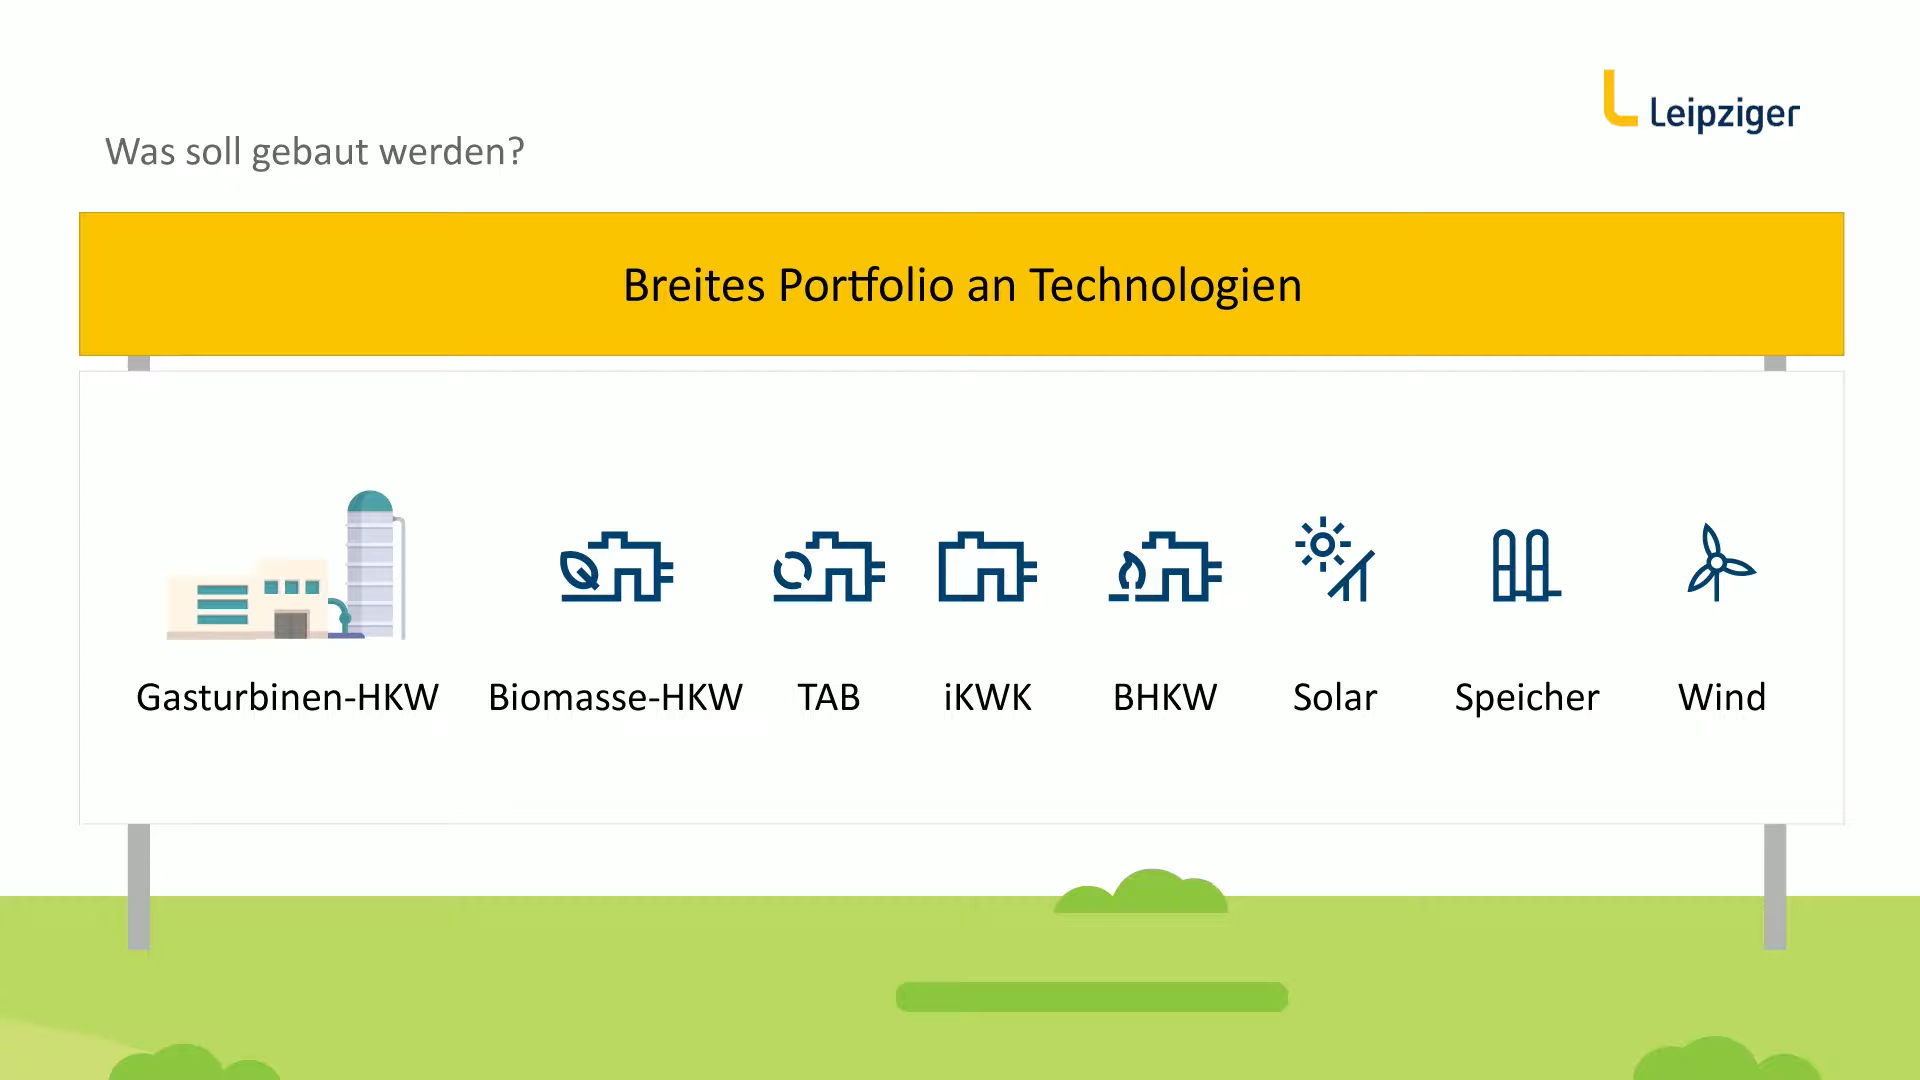 Leipziger
Was soll gebaut werden?
Breites Portfolio an Technologien
Gasturbinen-HKW Biomasse-HKW TAB iKWK BHKW Solar Speicher Wind